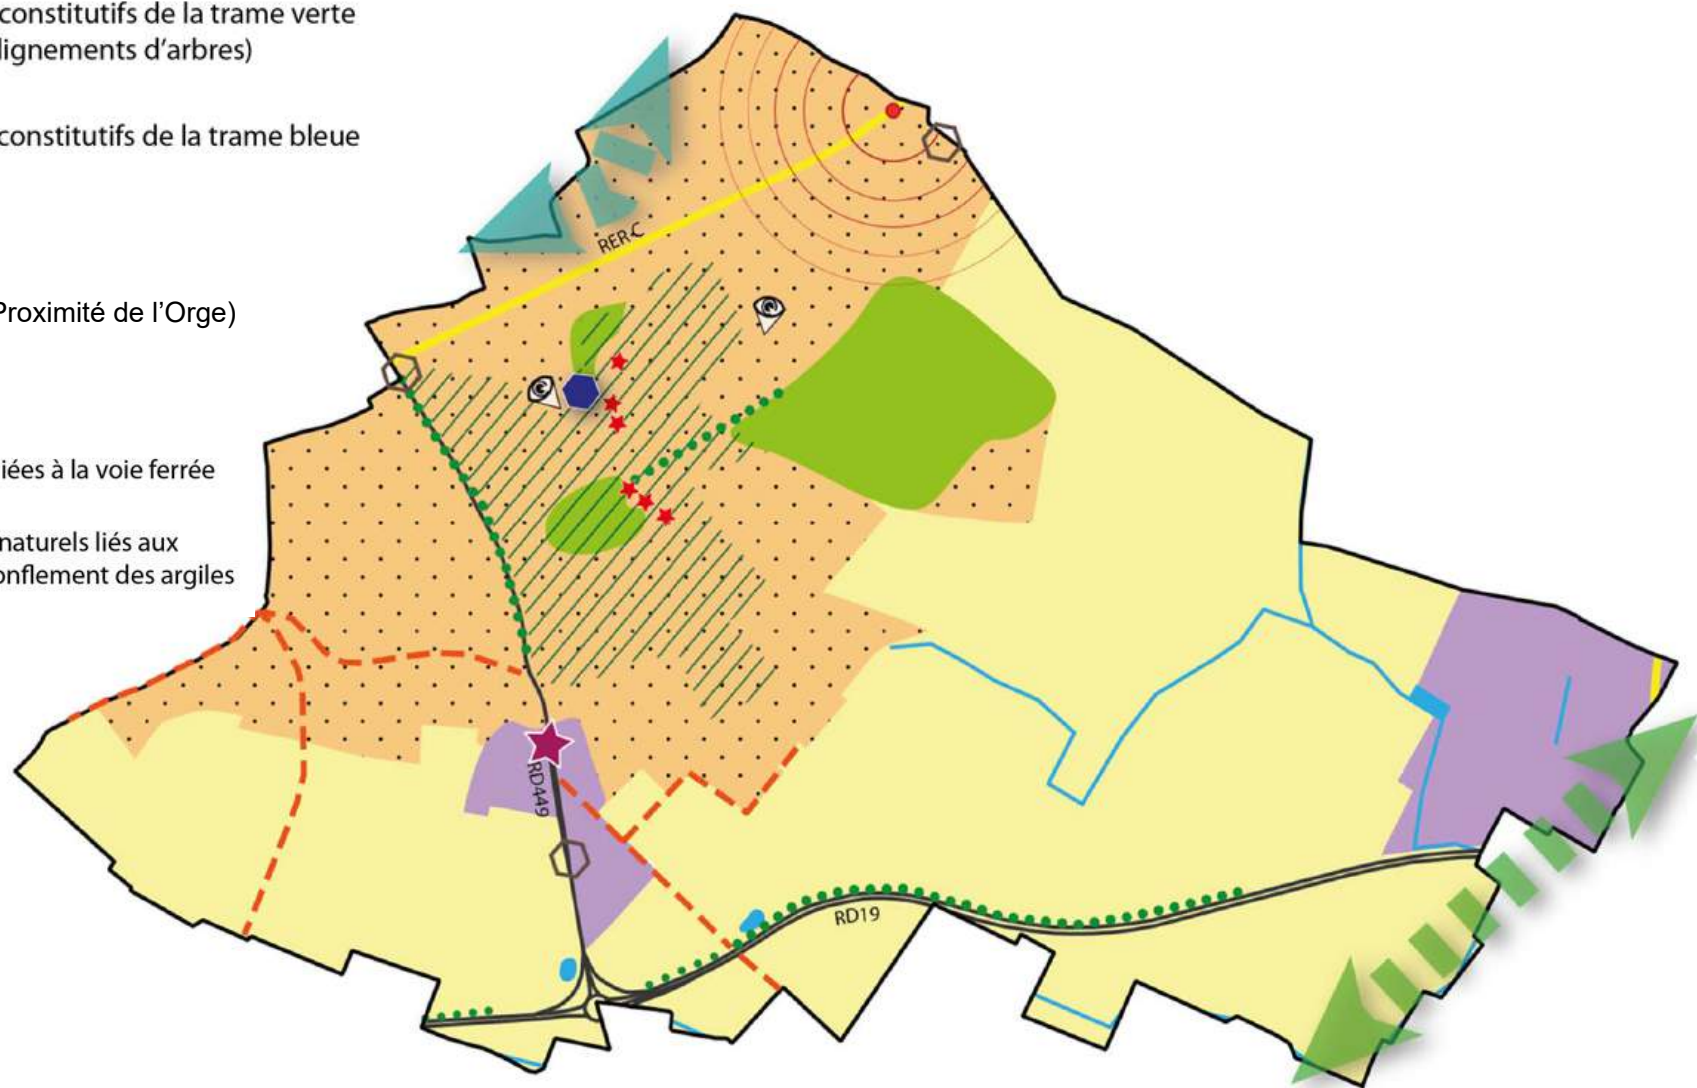 constitutifs de la trame verte
lignements d'arbres)
constitutifs de la trame bleue
Proximité de l'Orge)
iées à la voie ferrée
naturels liés aux
onflement des argiles
RER C
RD449
RD19